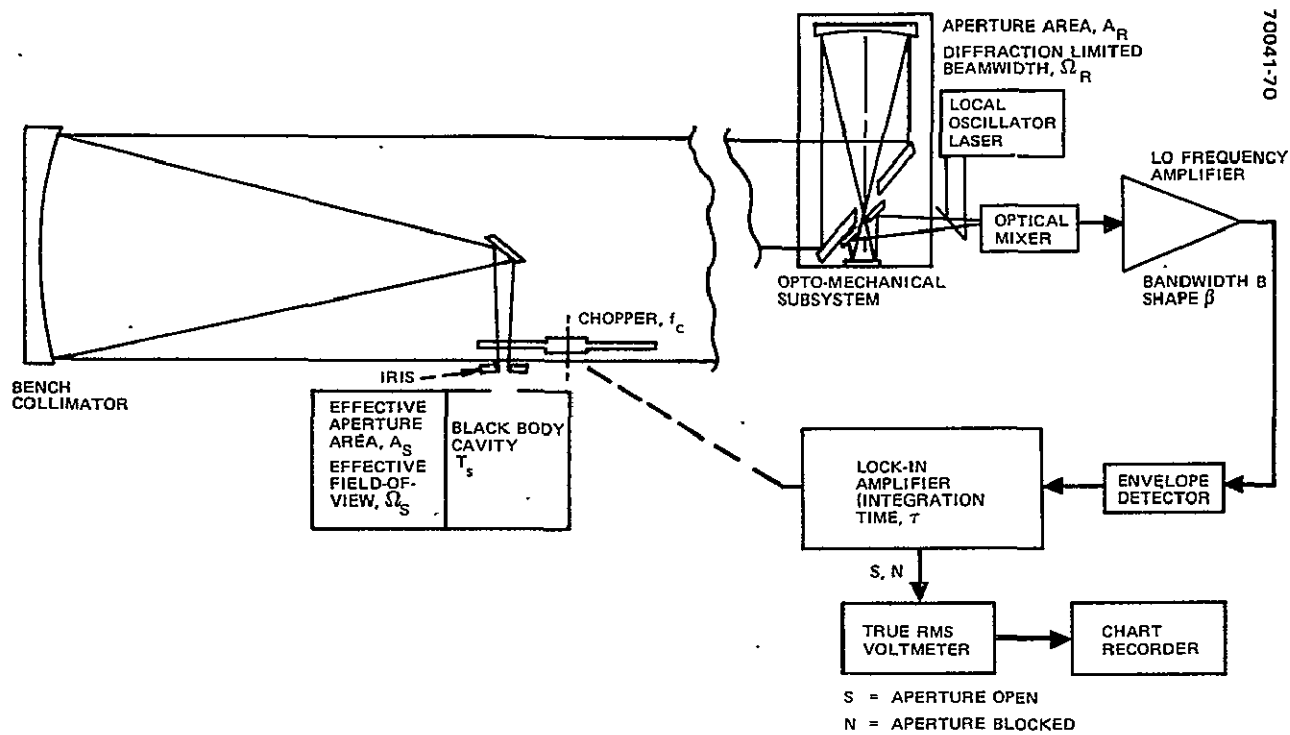 70041-70
APERTURE AREA, A_R
DIFFRACTION LIMITED
BEAMWIDTH, Ω_R
LOCAL
OSCILLATOR
LASER
LO FREQUENCY
AMPLIFIER
OPTICAL
MIXER
BANDWIDTH B
SHAPE β
OPTO-MECHANICAL
SUBSYSTEM
CHOPPER, f_c
IRIS
BENCH
COLLIMATOR
EFFECTIVE
APERTURE
AREA, A_S
EFFECTIVE
FIELD-OF-
VIEW, Ω_S
BLACK BODY
CAVITY
T_s
LOCK-IN
AMPLIFIER
(INTEGRATION
TIME, τ
ENVELOPE
DETECTOR
S, N
TRUE RMS
VOLTMETER
CHART
RECORDER
S = APERTURE OPEN
N = APERTURE BLOCKED